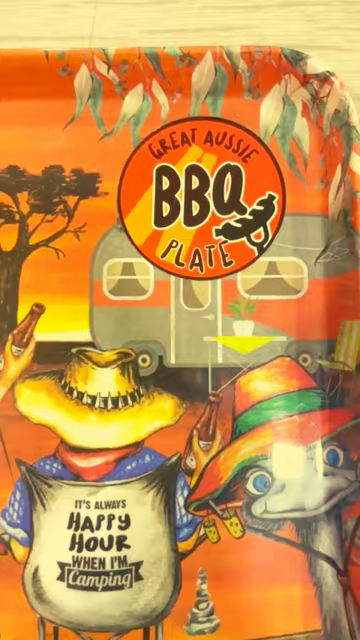 GREAT AUSSIE
BBQ
PLATE
IT'S ALWAYS
HAPPY
HOUR
WHEN I'M
Camping